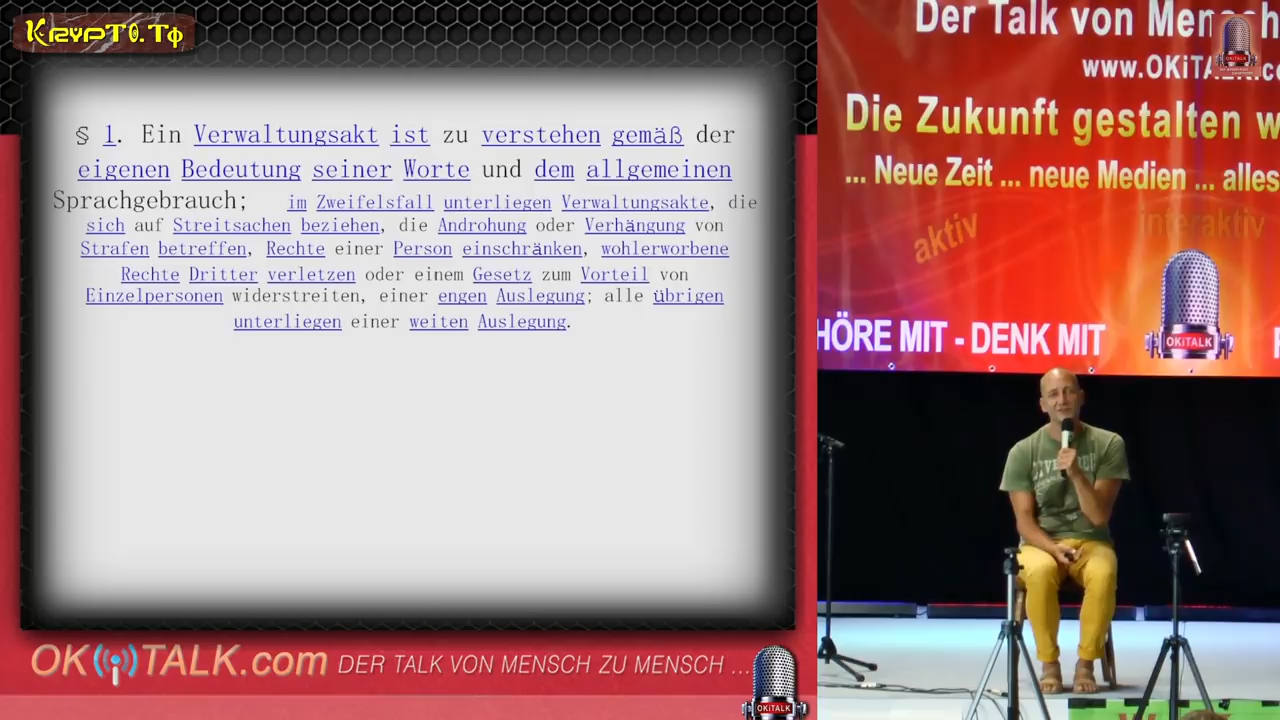 KRYPT0.To
§ 1. Ein Verwaltungsakt ist zu verstehen gemäß der
eigenen Bedeutung seiner Worte und dem allgemeinen
Sprachgebrauch; im Zweifelsfall unterliegen Verwaltungsakte, die
sich auf Streitsachen beziehen, die Androhung oder Verhängung von
Strafen betreffen, Rechte einer Person einschränken, wohlerworbene
Rechte Dritter verletzen oder einem Gesetz zum Vorteil von
Einzelpersonen widerstreiten, einer engen Auslegung; alle übrigen
unterliegen einer weiten Auslegung.
OK TALK.com DER TALK VON MENSCH ZU MENSCH ...
OKiTALK
Der Talk von Mensch
OKiTALK
www.OKiTALK.co
Die Zukunft gestalten w
... Neue Zeit ... neue Medien ... alles
aktiv
interaktiv
HÖRE MIT - DENK MIT
OKiTALK